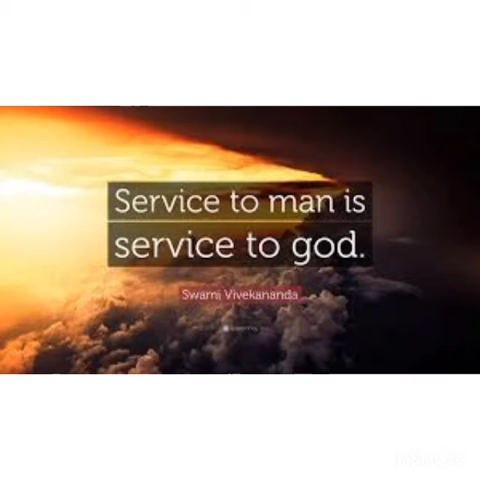 Service to man is
service to god.
Swami Vivekananda